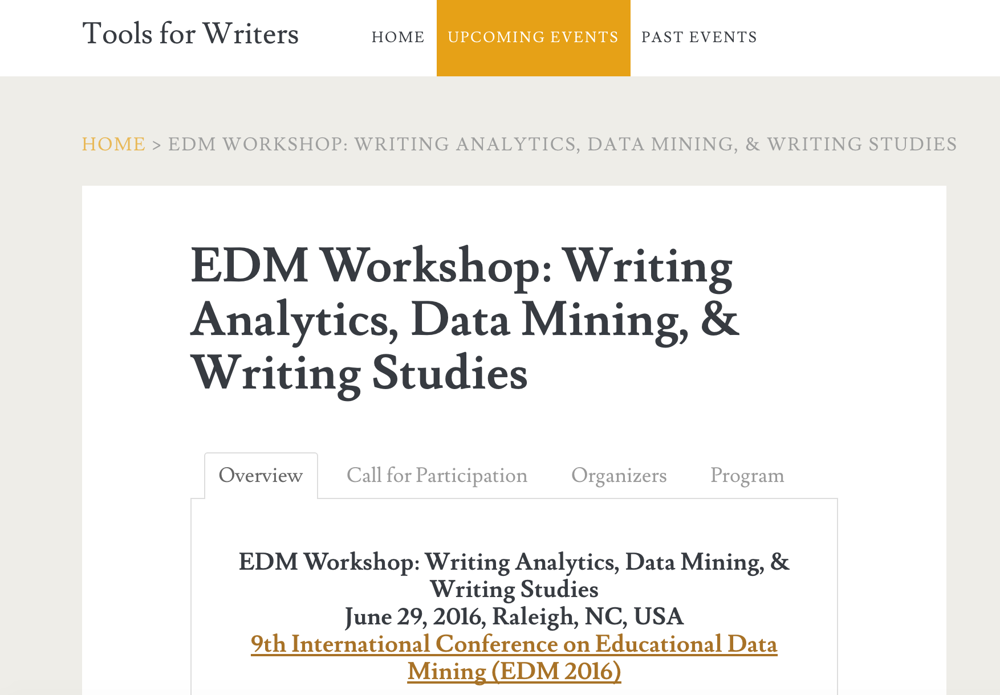 Tools for Writers
HOME
UPCOMING EVENTS
PAST EVENTS
HOME > EDM WORKSHOP: WRITING ANALYTICS, DATA MINING, & WRITING STUDIES
EDM Workshop: Writing
Analytics, Data Mining, &
Writing Studies
Overview
Call for Participation
Organizers
Program
EDM Workshop: Writing Analytics, Data Mining, &
Writing Studies
June 29, 2016, Raleigh, NC, USA
9th International Conference on Educational Data
Mining (EDM 2016)